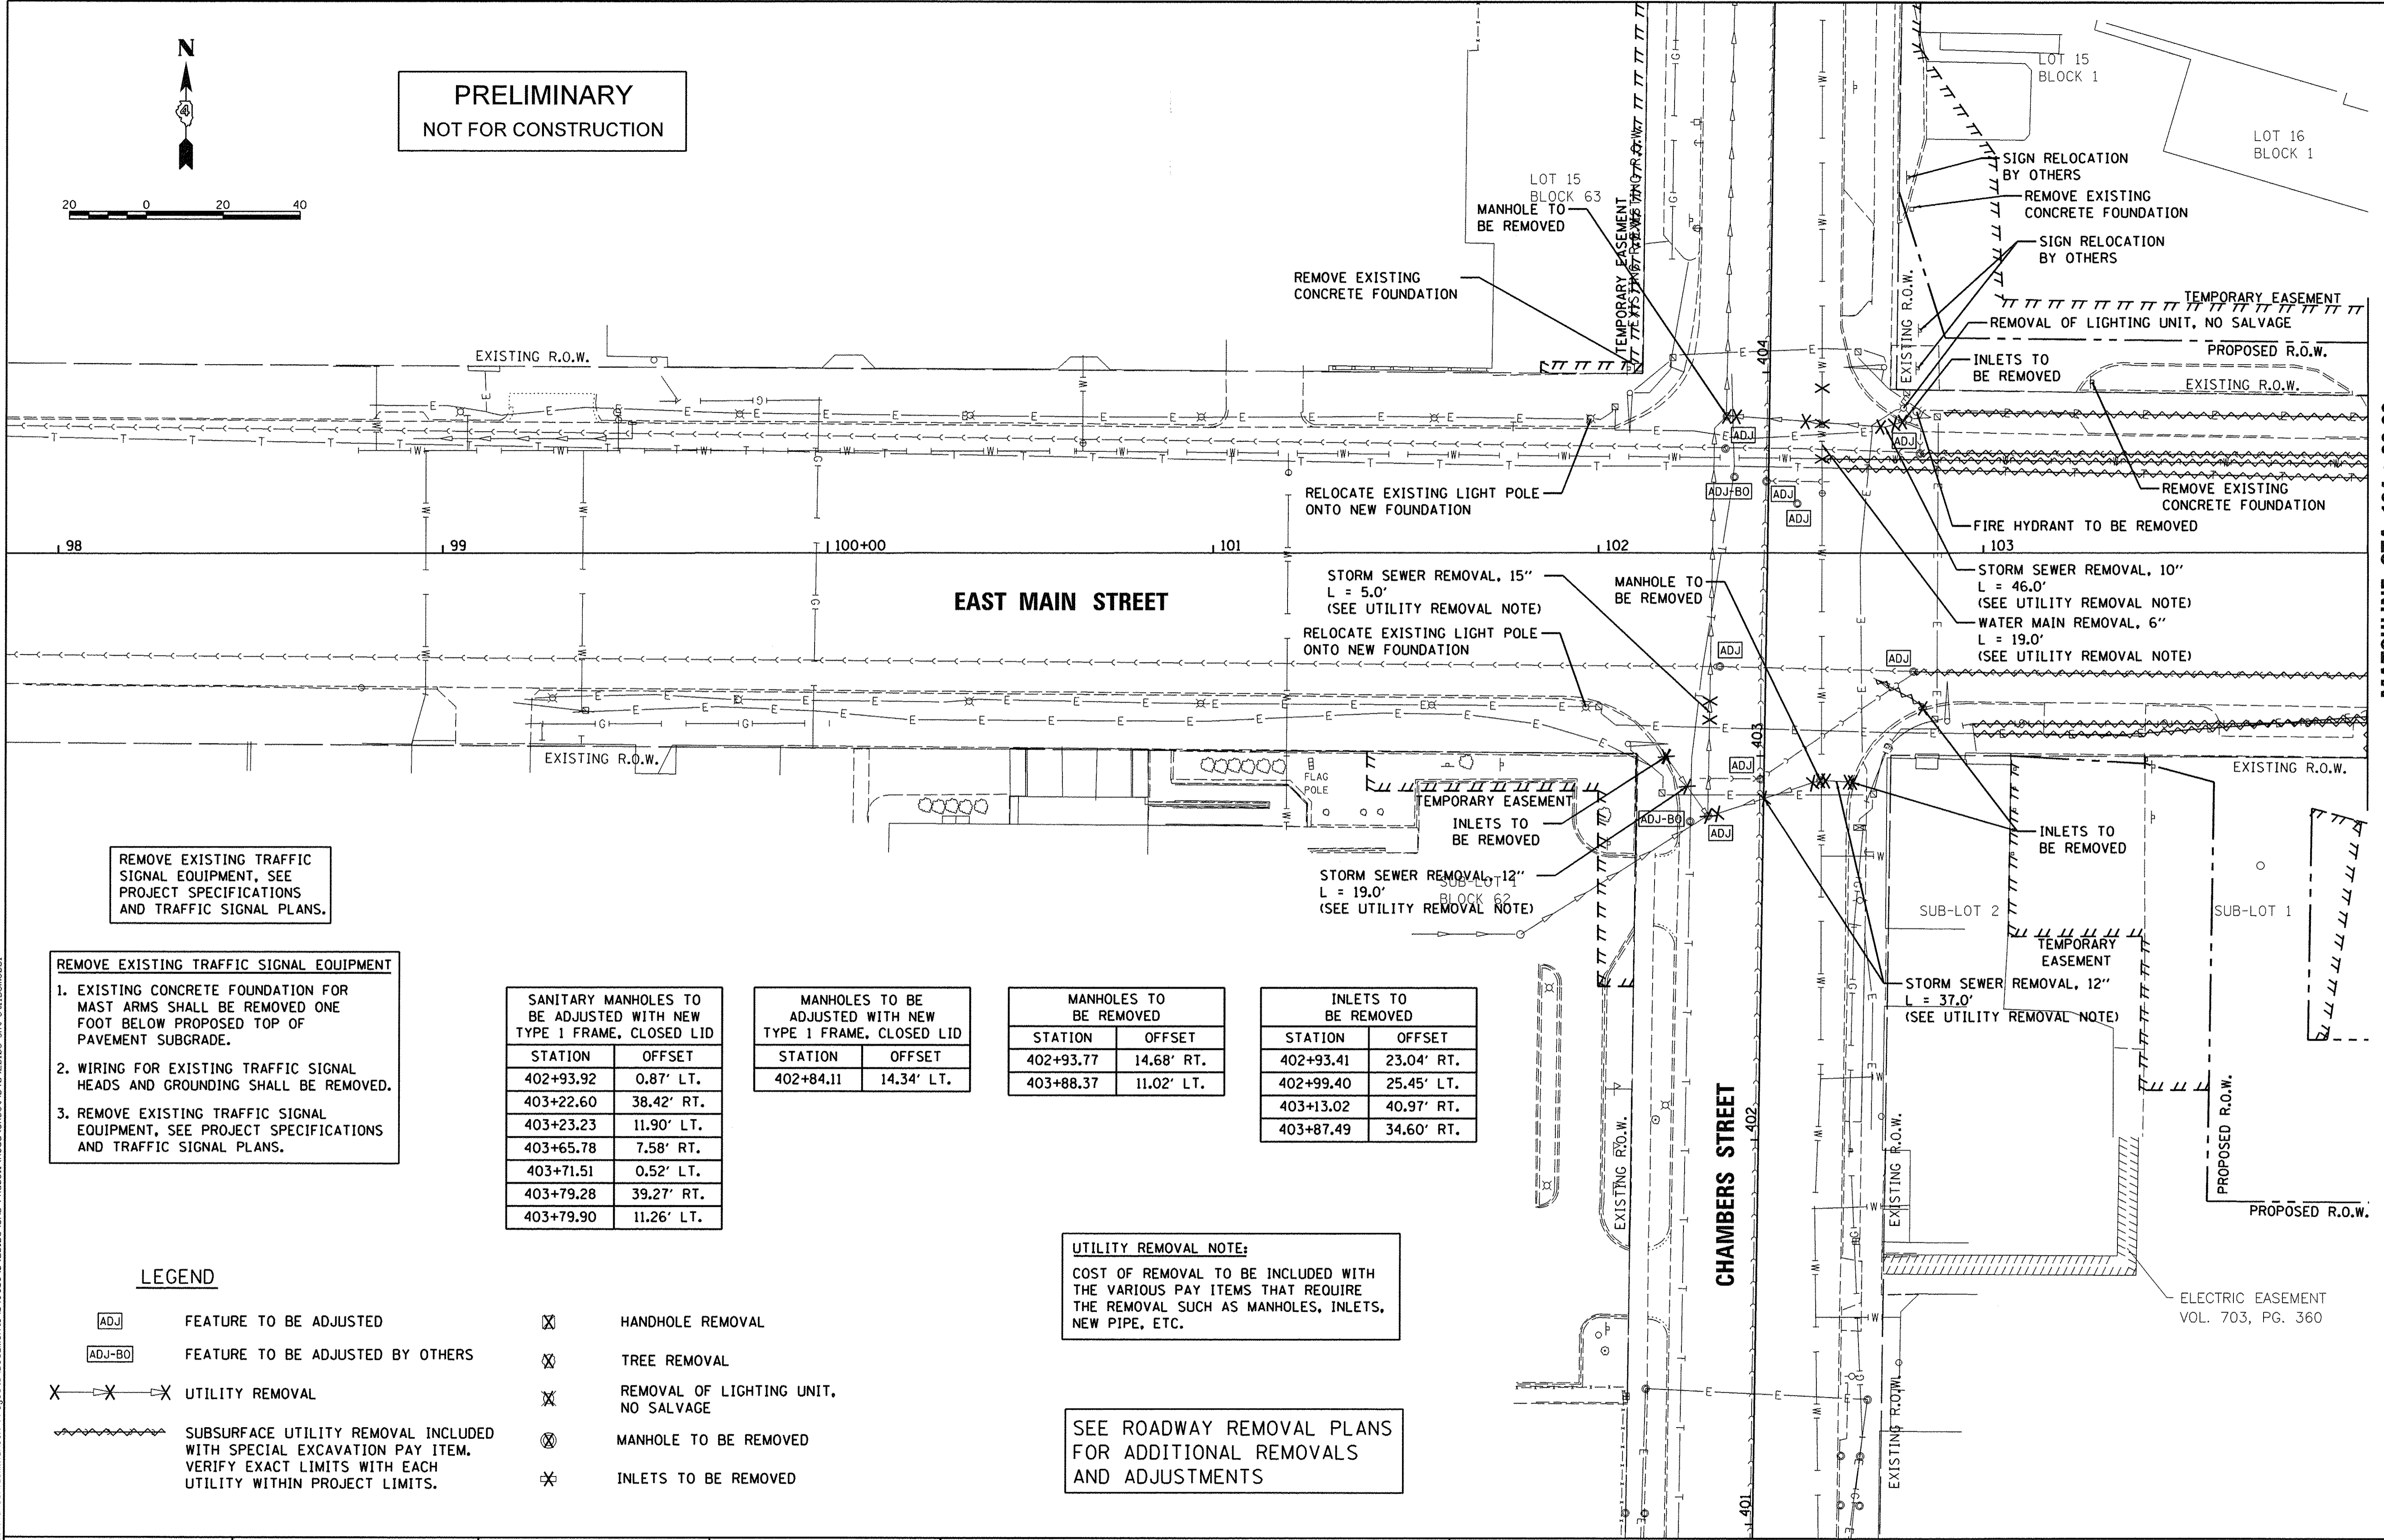 N
4
PRELIMINARY
NOT FOR CONSTRUCTION
20 0 20 40
LOT 15
BLOCK 1
LOT 16
BLOCK 1
SIGN RELOCATION
BY OTHERS
REMOVE EXISTING
CONCRETE FOUNDATION
SIGN RELOCATION
BY OTHERS
LOT 15
BLOCK 63
MANHOLE TO
BE REMOVED
REMOVE EXISTING
CONCRETE FOUNDATION
TEMPORARY EASEMENT
EXISTING R.O.W.
EXISTING R.O.W.
TEMPORARY EASEMENT
REMOVAL OF LIGHTING UNIT, NO SALVAGE
PROPOSED R.O.W.
INLETS TO
BE REMOVED
EXISTING R.O.W.
EXISTING R.O.W.
404
ADJ
ADJ
RELOCATE EXISTING LIGHT POLE
ONTO NEW FOUNDATION
ADJ-BO
ADJ
ADJ
REMOVE EXISTING
CONCRETE FOUNDATION
FIRE HYDRANT TO BE REMOVED
98
99
100+00
101
102
103
EAST MAIN STREET
STORM SEWER REMOVAL, 15"
L = 5.0'
(SEE UTILITY REMOVAL NOTE)
MANHOLE TO
BE REMOVED
STORM SEWER REMOVAL, 10"
L = 46.0'
(SEE UTILITY REMOVAL NOTE)
WATER MAIN REMOVAL, 6"
L = 19.0'
(SEE UTILITY REMOVAL NOTE)
RELOCATE EXISTING LIGHT POLE
ONTO NEW FOUNDATION
ADJ
ADJ
403
EXISTING R.O.W.
FLAG
POLE
ADJ
EXISTING R.O.W.
TEMPORARY EASEMENT
INLETS TO
BE REMOVED
ADJ-BO
ADJ
INLETS TO
BE REMOVED
STORM SEWER REMOVAL, 12"
L = 19.0'
(SEE UTILITY REMOVAL NOTE)
SUB-LOT 1
BLOCK 62
SUB-LOT 2
SUB-LOT 1
TEMPORARY
EASEMENT
STORM SEWER REMOVAL, 12"
L = 37.0'
(SEE UTILITY REMOVAL NOTE)
REMOVE EXISTING TRAFFIC
SIGNAL EQUIPMENT, SEE
PROJECT SPECIFICATIONS
AND TRAFFIC SIGNAL PLANS.
REMOVE EXISTING TRAFFIC SIGNAL EQUIPMENT
1. EXISTING CONCRETE FOUNDATION FOR
MAST ARMS SHALL BE REMOVED ONE
FOOT BELOW PROPOSED TOP OF
PAVEMENT SUBGRADE.
2. WIRING FOR EXISTING TRAFFIC SIGNAL
HEADS AND GROUNDING SHALL BE REMOVED.
3. REMOVE EXISTING TRAFFIC SIGNAL
EQUIPMENT, SEE PROJECT SPECIFICATIONS
AND TRAFFIC SIGNAL PLANS.
SANITARY MANHOLES TO
BE ADJUSTED WITH NEW
TYPE 1 FRAME, CLOSED LID
STATION OFFSET
402+93.92 0.87' LT.
403+22.60 38.42' RT.
403+23.23 11.90' LT.
403+65.78 7.58' RT.
403+71.51 0.52' LT.
403+79.28 39.27' RT.
403+79.90 11.26' LT.
MANHOLES TO BE
ADJUSTED WITH NEW
TYPE 1 FRAME, CLOSED LID
STATION OFFSET
402+84.11 14.34' LT.
MANHOLES TO
BE REMOVED
STATION OFFSET
402+93.77 14.68' RT.
403+88.37 11.02' LT.
INLETS TO
BE REMOVED
STATION OFFSET
402+93.41 23.04' RT.
402+99.40 25.45' LT.
403+13.02 40.97' RT.
403+87.49 34.60' RT.
CHAMBERS STREET
402
401
EXISTING R.O.W.
EXISTING R.O.W.
EXISTING R.O.W.
PROPOSED R.O.W.
PROPOSED R.O.W.
ELECTRIC EASEMENT
VOL. 703, PG. 360
UTILITY REMOVAL NOTE:
COST OF REMOVAL TO BE INCLUDED WITH
THE VARIOUS PAY ITEMS THAT REQUIRE
THE REMOVAL SUCH AS MANHOLES, INLETS,
NEW PIPE, ETC.
SEE ROADWAY REMOVAL PLANS
FOR ADDITIONAL REMOVALS
AND ADJUSTMENTS
LEGEND
ADJ FEATURE TO BE ADJUSTED
ADJ-BO FEATURE TO BE ADJUSTED BY OTHERS
UTILITY REMOVAL
SUBSURFACE UTILITY REMOVAL INCLUDED
WITH SPECIAL EXCAVATION PAY ITEM.
VERIFY EXACT LIMITS WITH EACH
UTILITY WITHIN PROJECT LIMITS.
HANDHOLE REMOVAL
TREE REMOVAL
REMOVAL OF LIGHTING UNIT,
NO SALVAGE
MANHOLE TO BE REMOVED
INLETS TO BE REMOVED